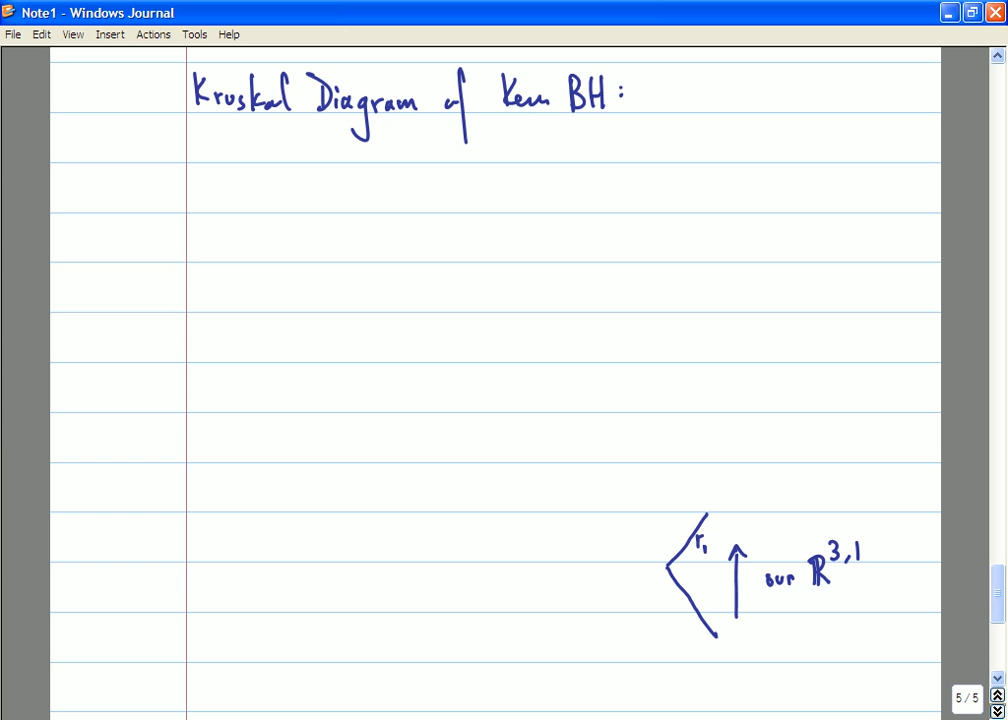 Note1 - Windows Journal
File Edit View Insert Actions Tools Help
Kruskal Diagram of Kerr BH:
r₁
our ℝ³,¹
5 / 5